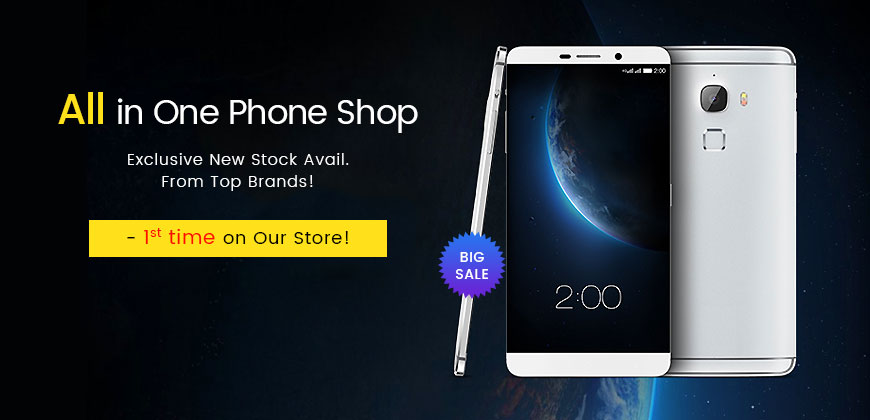 All in One Phone Shop
Exclusive New Stock Avail.
From Top Brands!
- 1st time on Our Store!
BIG
SALE
2:00
2:00